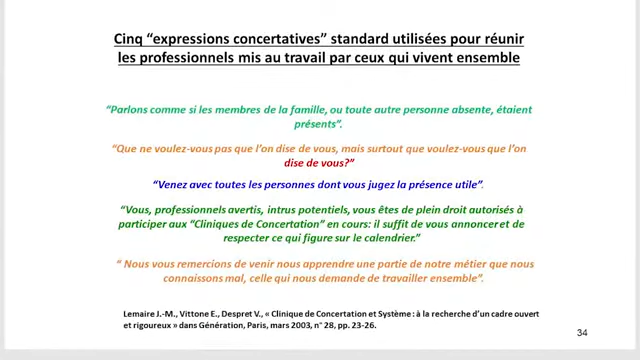 Cinq “expressions concertatives” standard utilisées pour réunir
les professionnels mis au travail par ceux qui vivent ensemble
“Parlons comme si les membres de la famille, ou toute autre personne absente, étaient
présents”.
“Que ne voulez-vous pas que l’on dise de vous, mais surtout que voulez-vous que l’on
dise de vous?”
“Venez avec toutes les personnes dont vous jugez la présence utile”.
“Vous, professionnels avertis, intrus potentiels, vous êtes de plein droit autorisés à
participer aux “Cliniques de Concertation” en cours: il suffit de vous annoncer et de
respecter ce qui figure sur le calendrier.”
“ Nous vous remercions de venir nous apprendre une partie de notre métier que nous
connaissons mal, celle qui nous demande de travailler ensemble”.
Lemaire J.-M., Vittone E., Despret V., « Clinique de Concertation et Système : à la recherche d’un cadre ouvert
et rigoureux » dans Génération, Paris, mars 2003, n° 28, pp. 23-26.
34